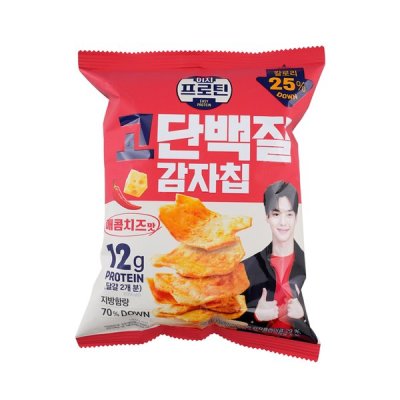 이지
프로틴
EASY
PROTEIN
칼로리
25%
DOWN
고단백질
감자칩
매콤치즈맛
12g
PROTEIN
(달걀 2개 분)
지방함량
70% DOWN